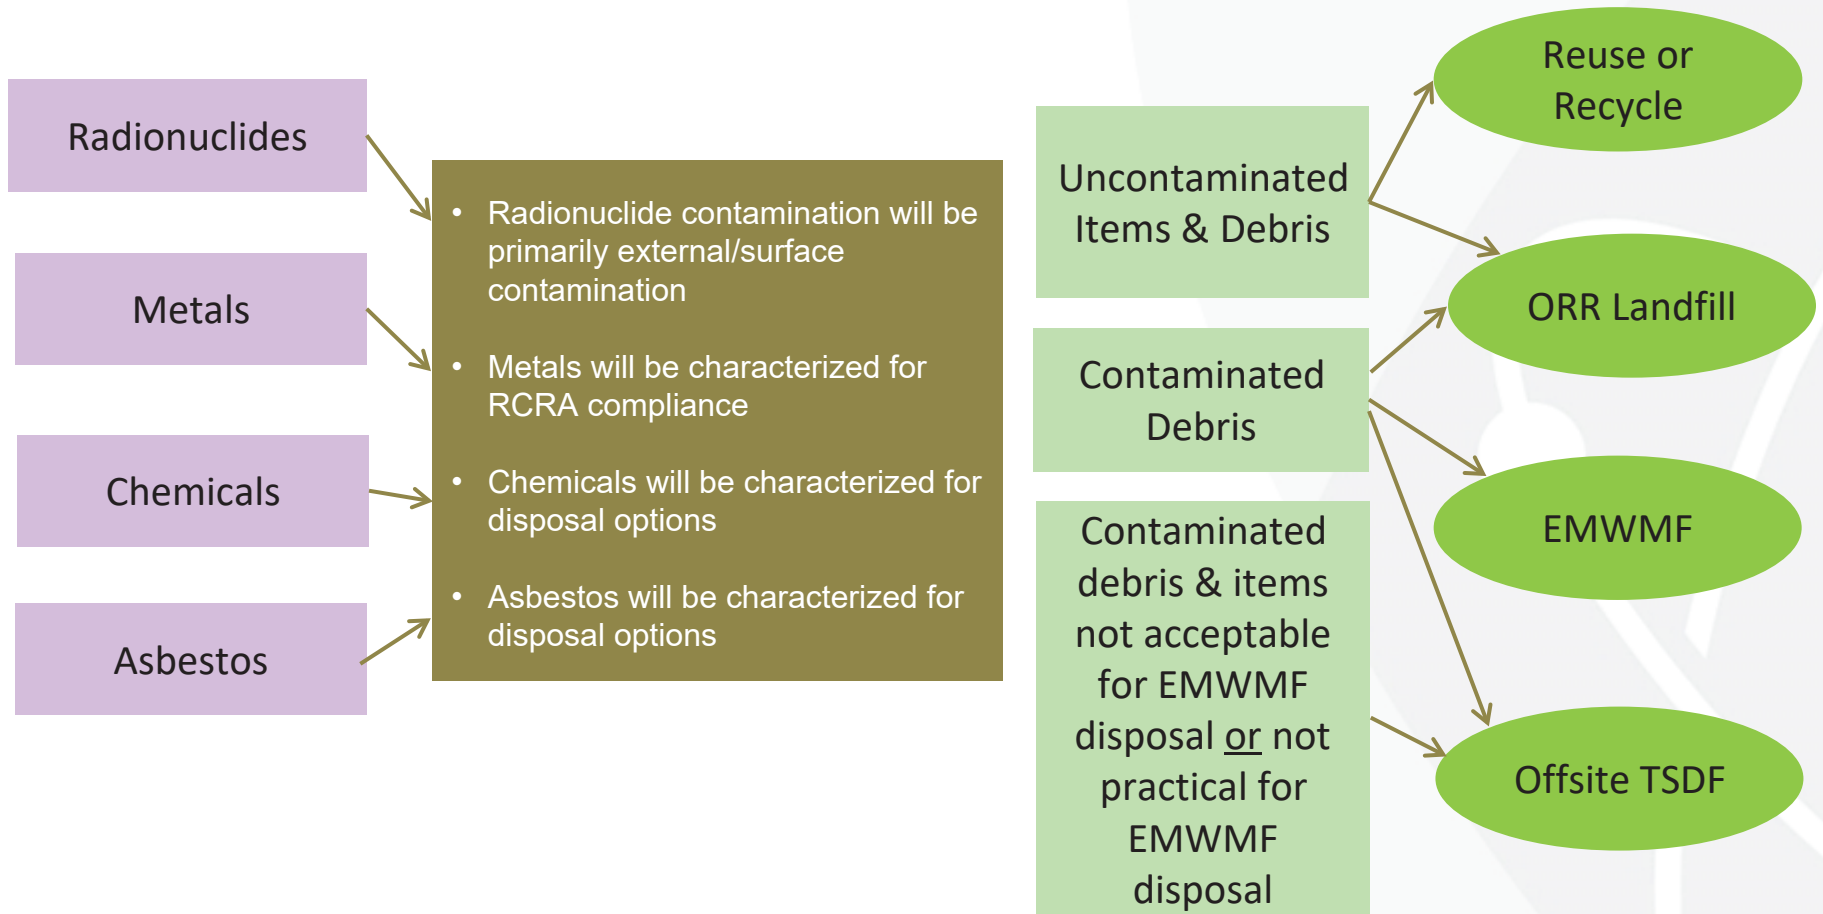 Radionuclides
Metals
Chemicals
Asbestos
• Radionuclide contamination will be
primarily external/surface
contamination
• Metals will be characterized for
RCRA compliance
• Chemicals will be characterized for
disposal options
• Asbestos will be characterized for
disposal options
Uncontaminated
Items & Debris
Contaminated
Debris
Contaminated
debris & items
not acceptable
for EMWMF
disposal or not
practical for
EMWMF
disposal
Reuse or
Recycle
ORR Landfill
EMWMF
Offsite TSDF